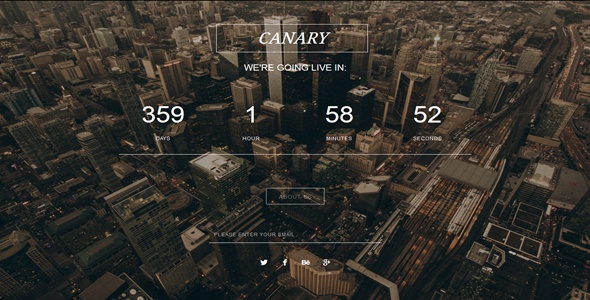 CANARY
WE'RE GOING LIVE IN:
359 1 58 52
DAYS HOUR MINUTES SECONDS
ABOUT US
PLEASE ENTER YOUR EMAIL